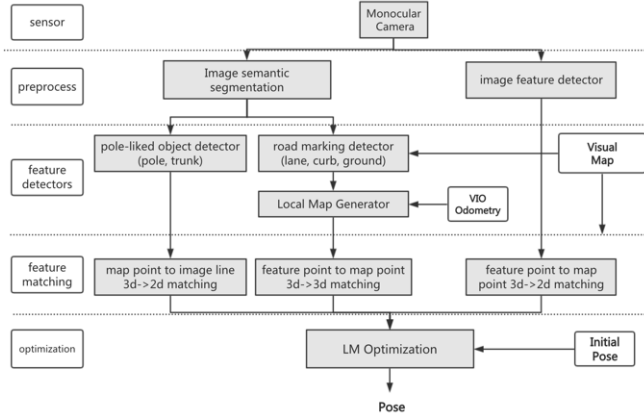 sensor
Monocular
Camera
preprocess
Image semantic
segmentation
image feature detector
feature
detectors
pole-liked object detector
(pole, trunk)
road marking detector
(lane, curb, ground)
Visual
Map
Local Map Generator
VIO
Odometry
feature
matching
map point to image line
3d->2d matching
feature point to map point
3d->3d matching
feature point to map
point 3d->2d matching
optimization
LM Optimization
Initial
Pose
Pose